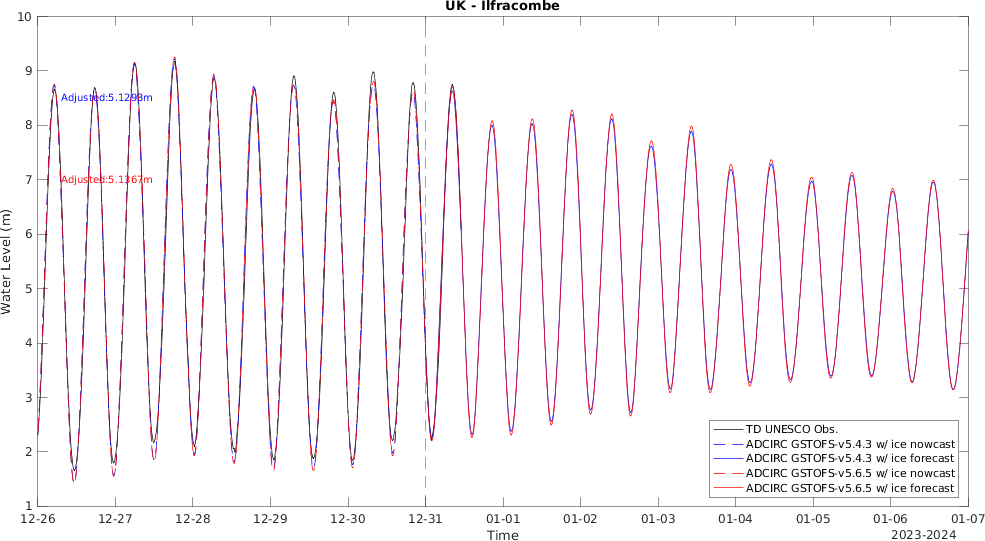 UK - Ilfracombe
10
9
8
7
6
5
4
3
2
1
Water Level (m)
Adjusted:5.1293m
Adjusted:5.1367m
TD UNESCO Obs.
ADCIRC GSTOFS-v5.4.3 w/ ice nowcast
ADCIRC GSTOFS-v5.4.3 w/ ice forecast
ADCIRC GSTOFS-v5.6.5 w/ ice nowcast
ADCIRC GSTOFS-v5.6.5 w/ ice forecast
12-26 12-27 12-28 12-29 12-30 12-31 01-01 01-02 01-03 01-04 01-05 01-06 01-07
Time
2023-2024